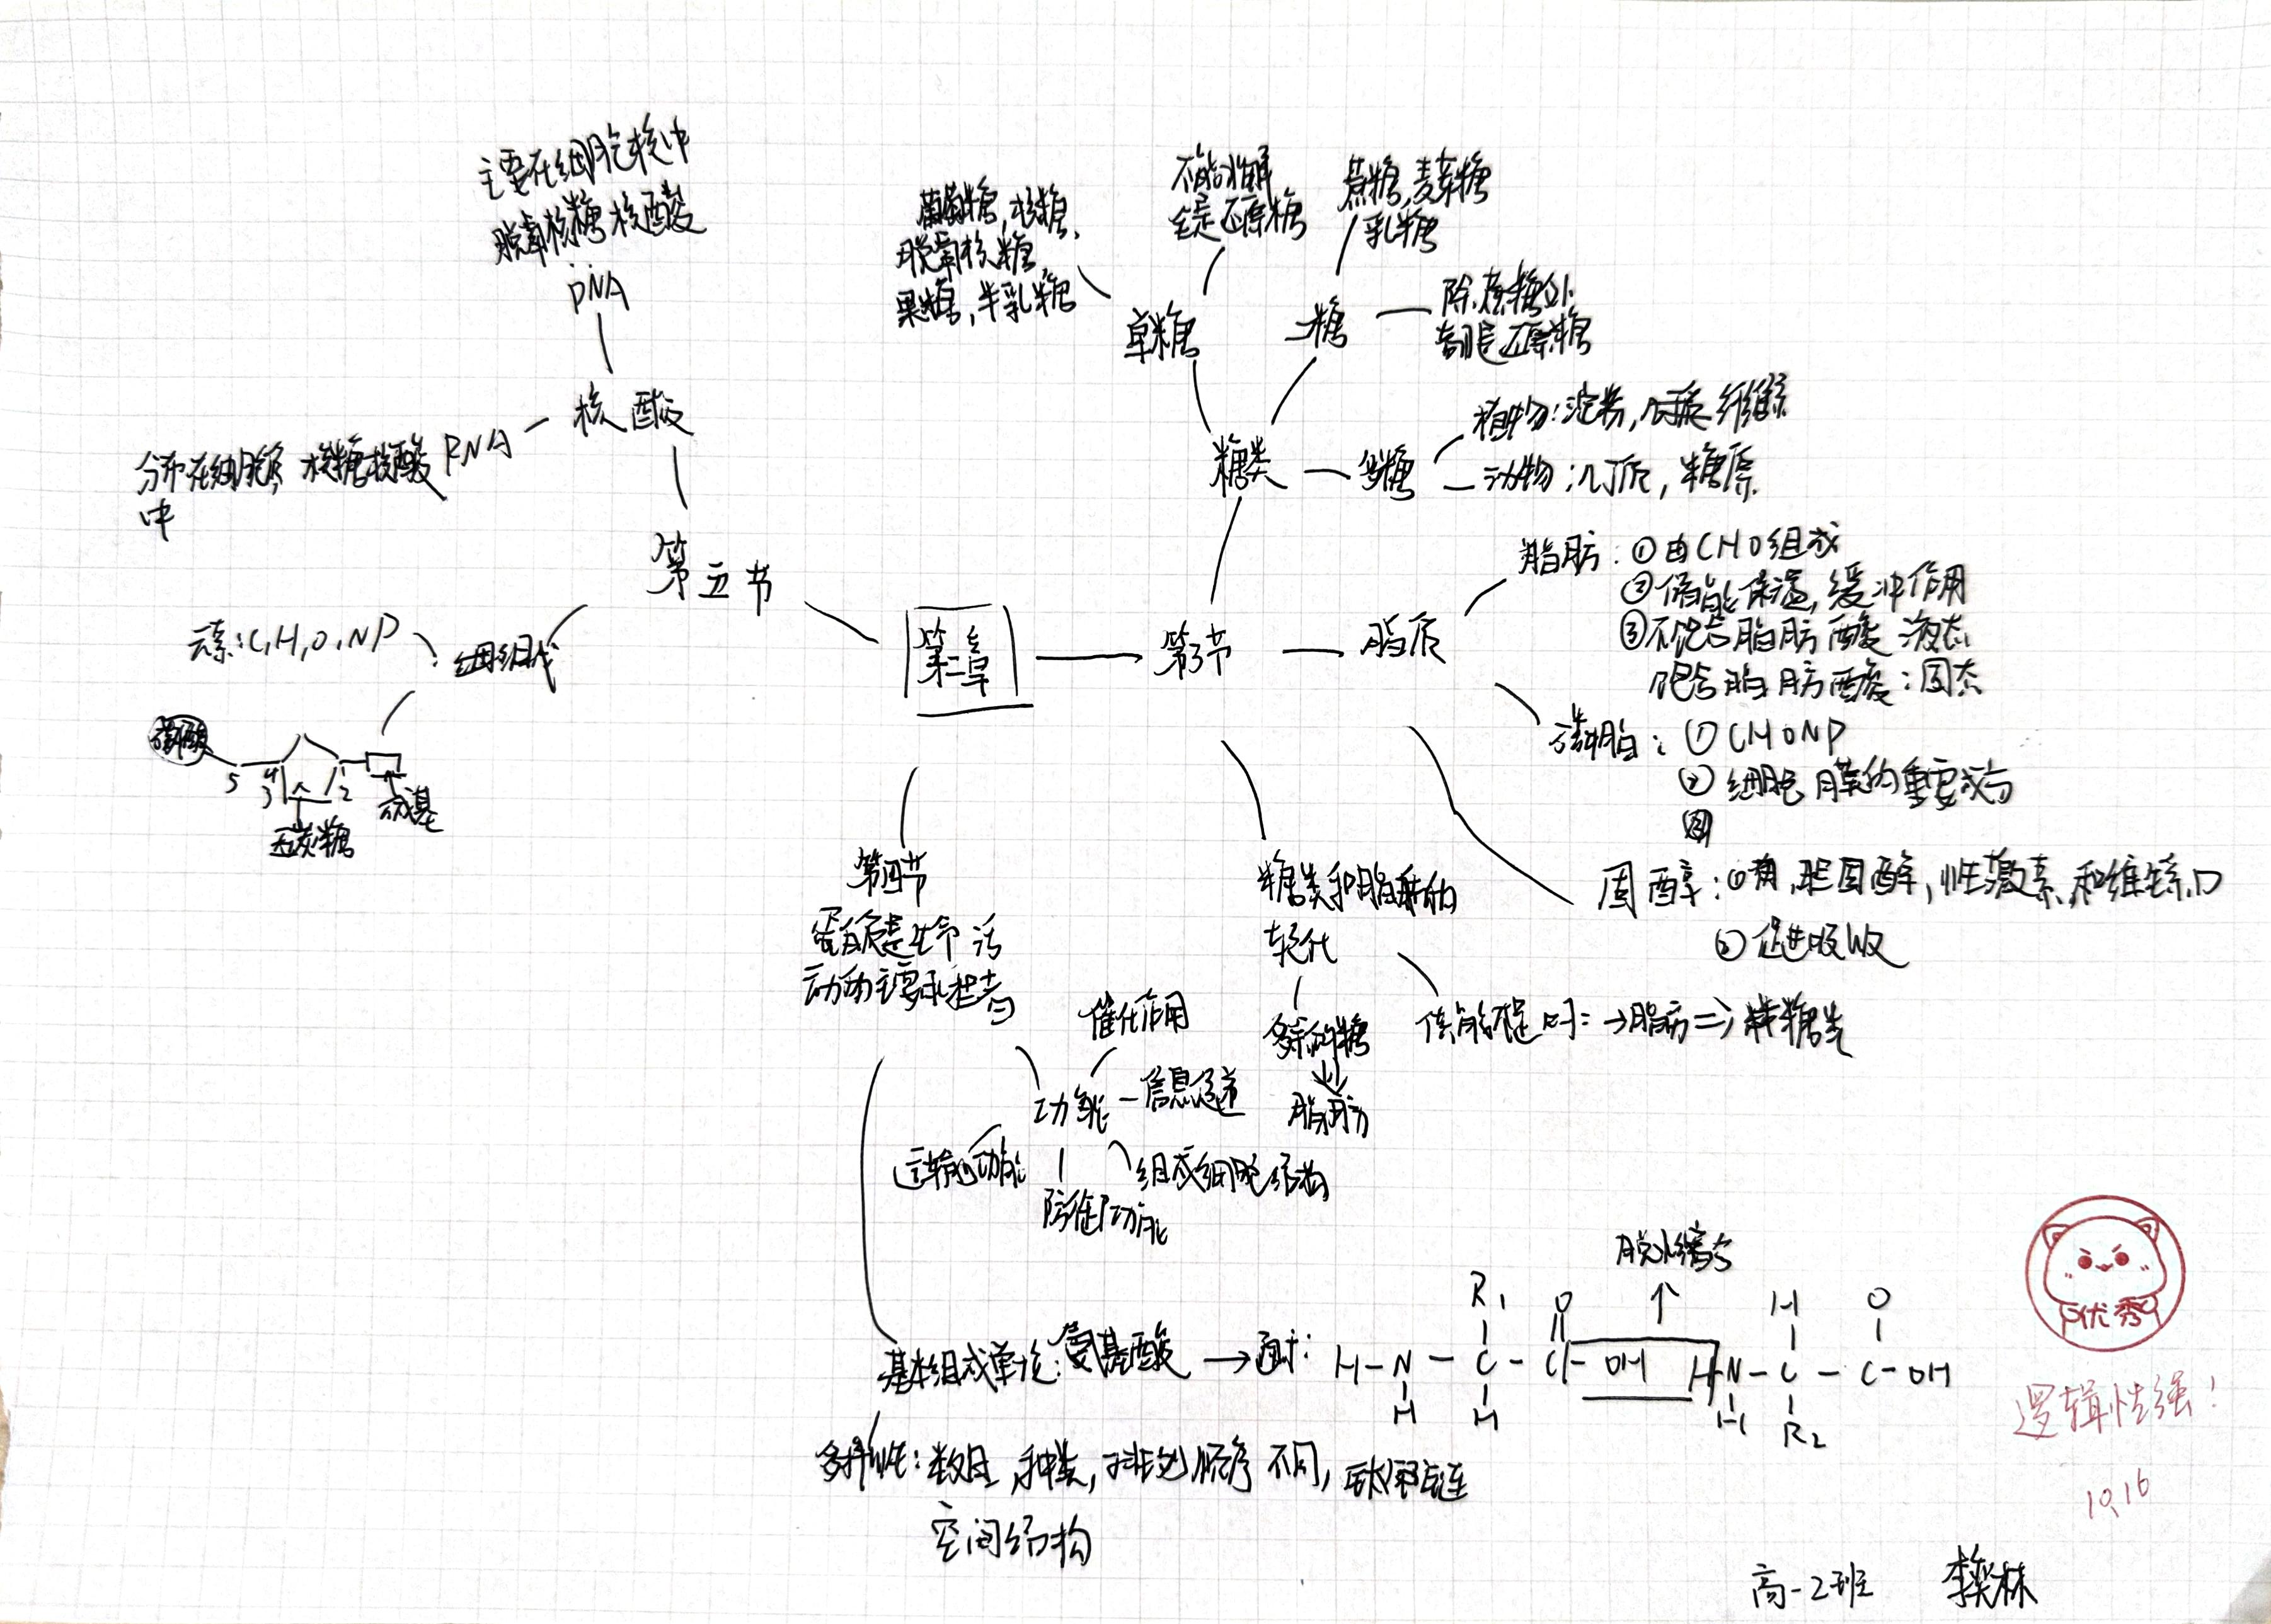 主要在细胞核中
脱氧核糖核酸
DNA
核酸
分布在细胞质 核糖核酸 RNA
中
第五节
元素:C,H,O,N P
组成
磷酸
5 4 3 1 2
碱基
五碳糖
第二章
葡萄糖,核糖,
脱氧核糖
果糖,半乳糖
不能水解
全是还原糖
单糖
蔗糖,麦芽糖
乳糖
二糖
除蔗糖外
都是还原糖
糖类
多糖
植物:淀粉,纤维素
动物:几丁质,糖原
第3节
脂质
脂肪:①由CHO组成
②储能保温,缓冲作用
③不饱合脂肪酸 液态
饱合脂肪酸:固态
磷脂:①CHONP
②细胞膜的重要成分
固醇:①有,胆固醇,性激素,和维生素D
②促进吸收
糖类和脂肪的
转化
多余的糖
脂肪
供能不足时:→脂肪⇒糖类
第四节
蛋白质是生命活
动的主要承担者
功能
催化作用
信息传递
组成细胞结构
防御功能
运输功能
基本组成单位:氨基酸 → 通式:
脱水缩合
↑
R₁ O H O
H-N-C-C-OH H N-C-C-OH
H H H R₂
多样性:数目,种类,排列顺序不同,肽链
空间结构
优秀
逻辑性强!
10.16
高一2班